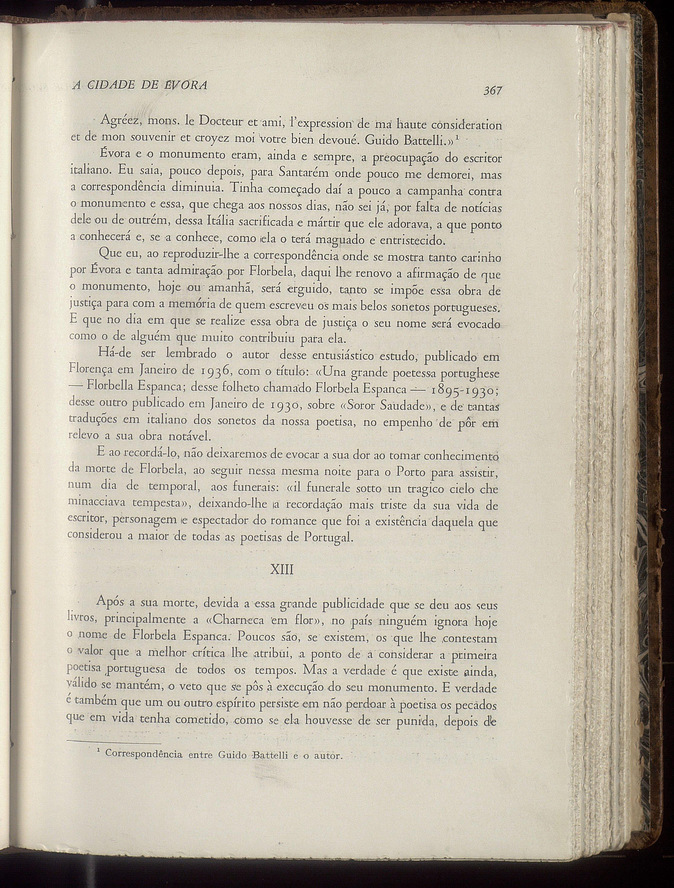 A CIDADE DE ÉVORA
367
Agréez, mons. le Docteur et ami, l'expression de ma haute consideration
et de mon souvenir et croyez moi votre bien devoué. Guido Battelli.»¹
Évora e o monumento eram, ainda e sempre, a preocupação do escritor
italiano. Eu saia, pouco depois, para Santarém onde pouco me demorei, mas
a correspondência diminuia. Tinha começado daí a pouco a campanha contra
o monumento e essa, que chega aos nossos dias, não sei já, por falta de notícias
dele ou de outrém, dessa Itália sacrificada e mártir que ele adorava, a que ponto
a conhecerá e, se a conhece, como ela o terá maguado e entristecido.
Que eu, ao reproduzir-lhe a correspondência onde se mostra tanto carinho
por Évora e tanta admiração por Florbela, daqui lhe renovo a afirmação de que
o monumento, hoje ou amanhã, será erguido, tanto se impõe essa obra de
justiça para com a memória de quem escreveu os mais belos sonetos portugueses.
E que no dia em que se realize essa obra de justiça o seu nome será evocado
como o de alguém que muito contribuiu para ela.
Há-de ser lembrado o autor desse entusiástico estudo, publicado em
Florença em Janeiro de 1936, com o título: «Una grande poetessa portughese
— Florbella Espanca; desse folheto chamado Florbela Espanca — 1895-1930;
desse outro publicado em Janeiro de 1930, sobre «Soror Saudade», e de tantas
traduções em italiano dos sonetos da nossa poetisa, no empenho de pôr em
relevo a sua obra notável.
E ao recordá-lo, não deixaremos de evocar a sua dor ao tomar conhecimento
da morte de Florbela, ao seguir nessa mesma noite para o Porto para assistir,
num dia de temporal, aos funerais: «il funerale sotto un tragico cielo che
minacciava tempesta», deixando-lhe a recordação mais triste da sua vida de
escritor, personagem e espectador do romance que foi a existência daquela que
considerou a maior de todas as poetisas de Portugal.
XIII
Após a sua morte, devida a essa grande publicidade que se deu aos seus
livros, principalmente a «Charneca em flor», no país ninguém ignora hoje
o nome de Florbela Espanca. Poucos são, se existem, os que lhe contestam
o valor que a melhor crítica lhe atribui, a ponto de a considerar a primeira
poetisa portuguesa de todos os tempos. Mas a verdade é que existe ainda,
válido se mantém, o veto que se pôs à execução do seu monumento. E verdade
é também que um ou outro espírito persiste em não perdoar à poetisa os pecados
que em vida tenha cometido, como se ela houvesse de ser punida, depois de
¹ Correspondência entre Guido Battelli e o autor.